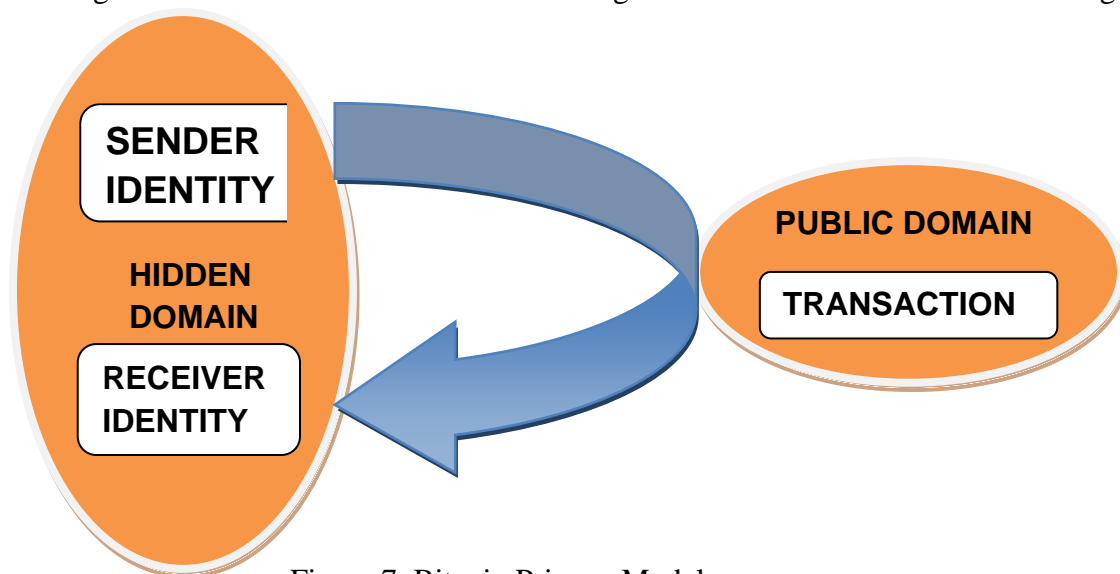 SENDER
IDENTITY
HIDDEN
DOMAIN
RECEIVER
IDENTITY
PUBLIC DOMAIN
TRANSACTION